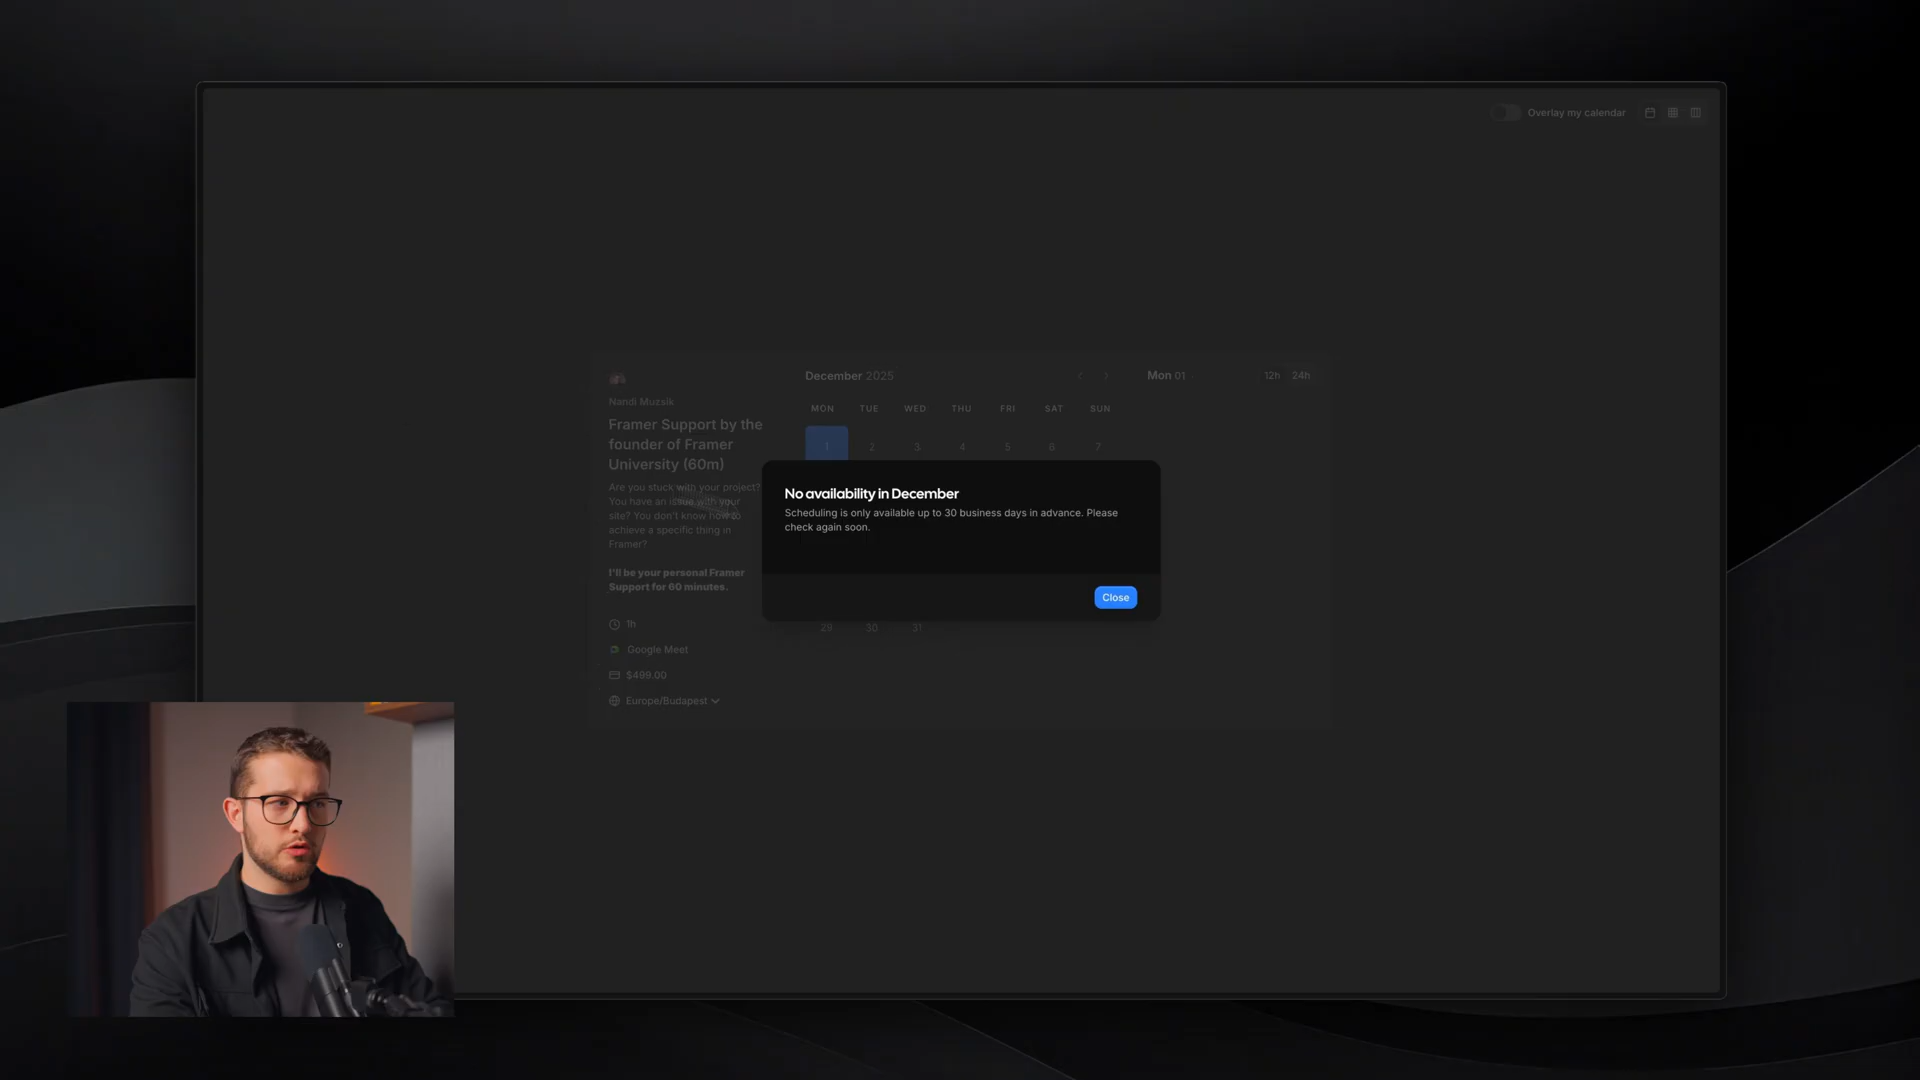 Overlay my calendar
Nandi Muzsik
Framer Support by the
founder of Framer
University (60m)
Are you stuck with your project?
You have an issue with your
site? You don't know how to
achieve a specific thing in
Framer?
I'll be your personal Framer
Support for 60 minutes.
1h
Google Meet
$499.00
Europe/Budapest
December 2025
MON TUE WED THU FRI SAT SUN
1 2 3 4 5 6 7
29 30 31
Mon 01
12h 24h
No availability in December
Scheduling is only available up to 30 business days in advance. Please
check again soon.
Close